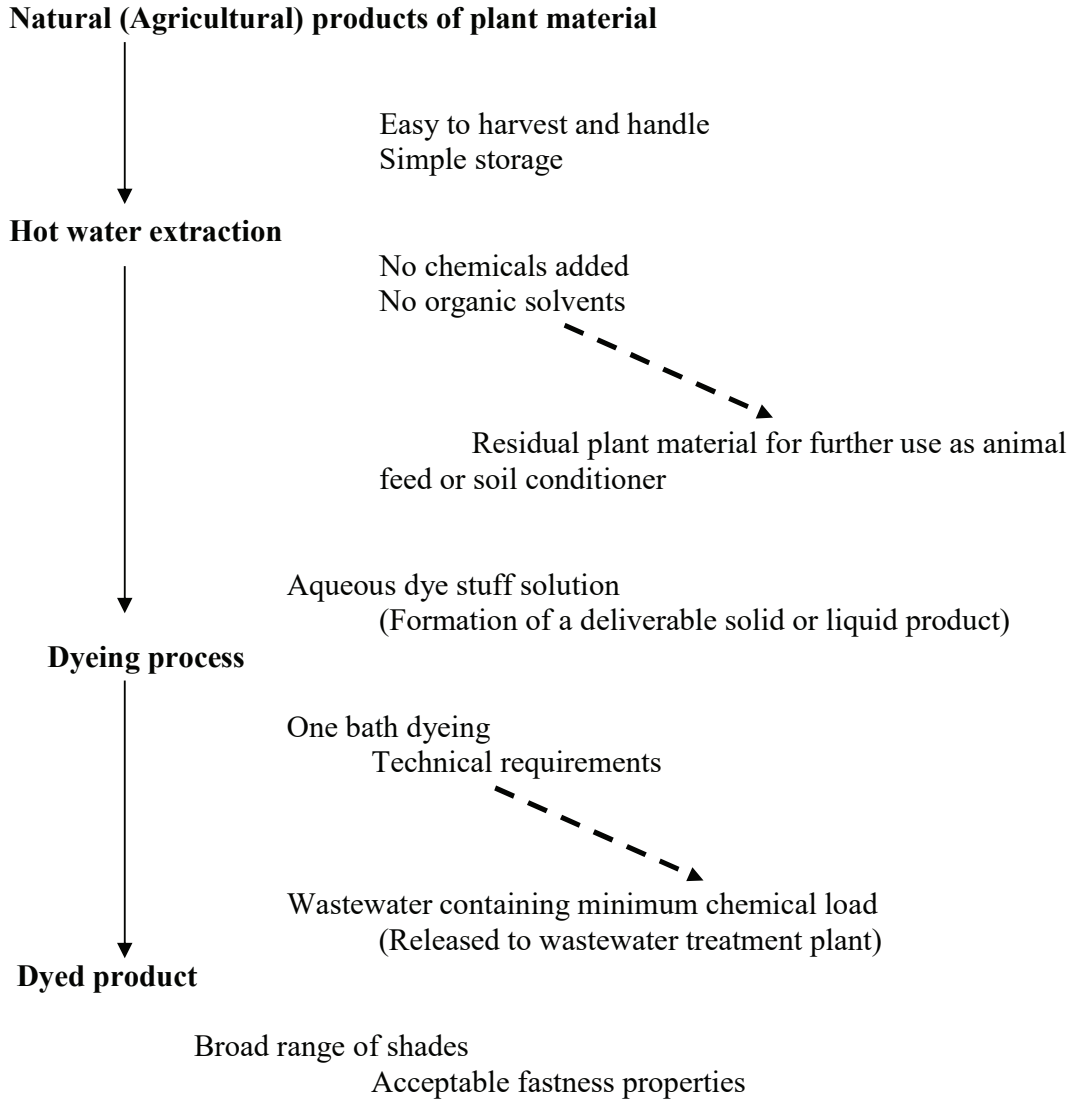 Natural (Agricultural) products of plant material
Easy to harvest and handle
Simple storage
Hot water extraction
No chemicals added
No organic solvents
Residual plant material for further use as animal
feed or soil conditioner
Aqueous dye stuff solution
(Formation of a deliverable solid or liquid product)
Dyeing process
One bath dyeing
Technical requirements
Wastewater containing minimum chemical load
(Released to wastewater treatment plant)
Dyed product
Broad range of shades
Acceptable fastness properties